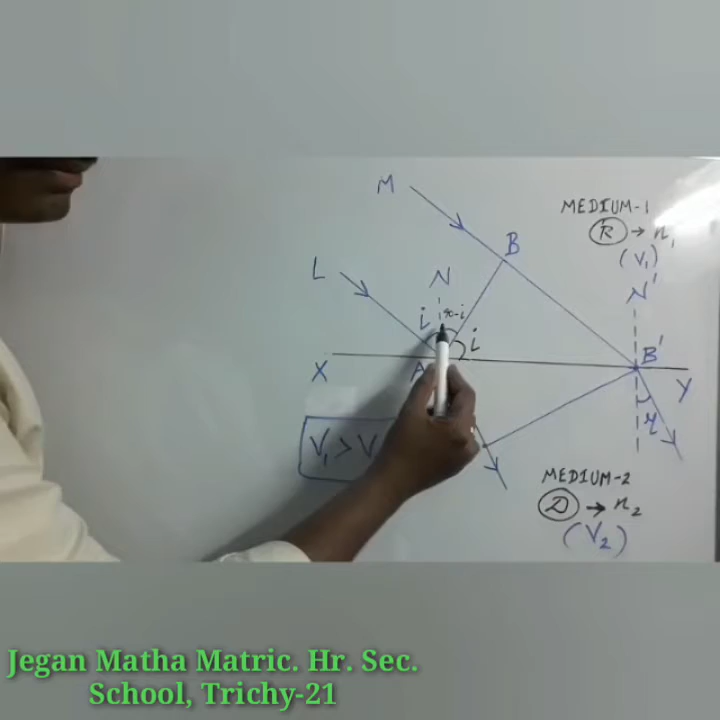 M
MEDIUM-1
R → n₁
(V₁)
B
L
N
N'
i
90-i
i
X
A
B'
Y
r
V₁ > V
MEDIUM-2
D → n₂
(V₂)
Jegan Matha Matric. Hr. Sec.
School, Trichy-21